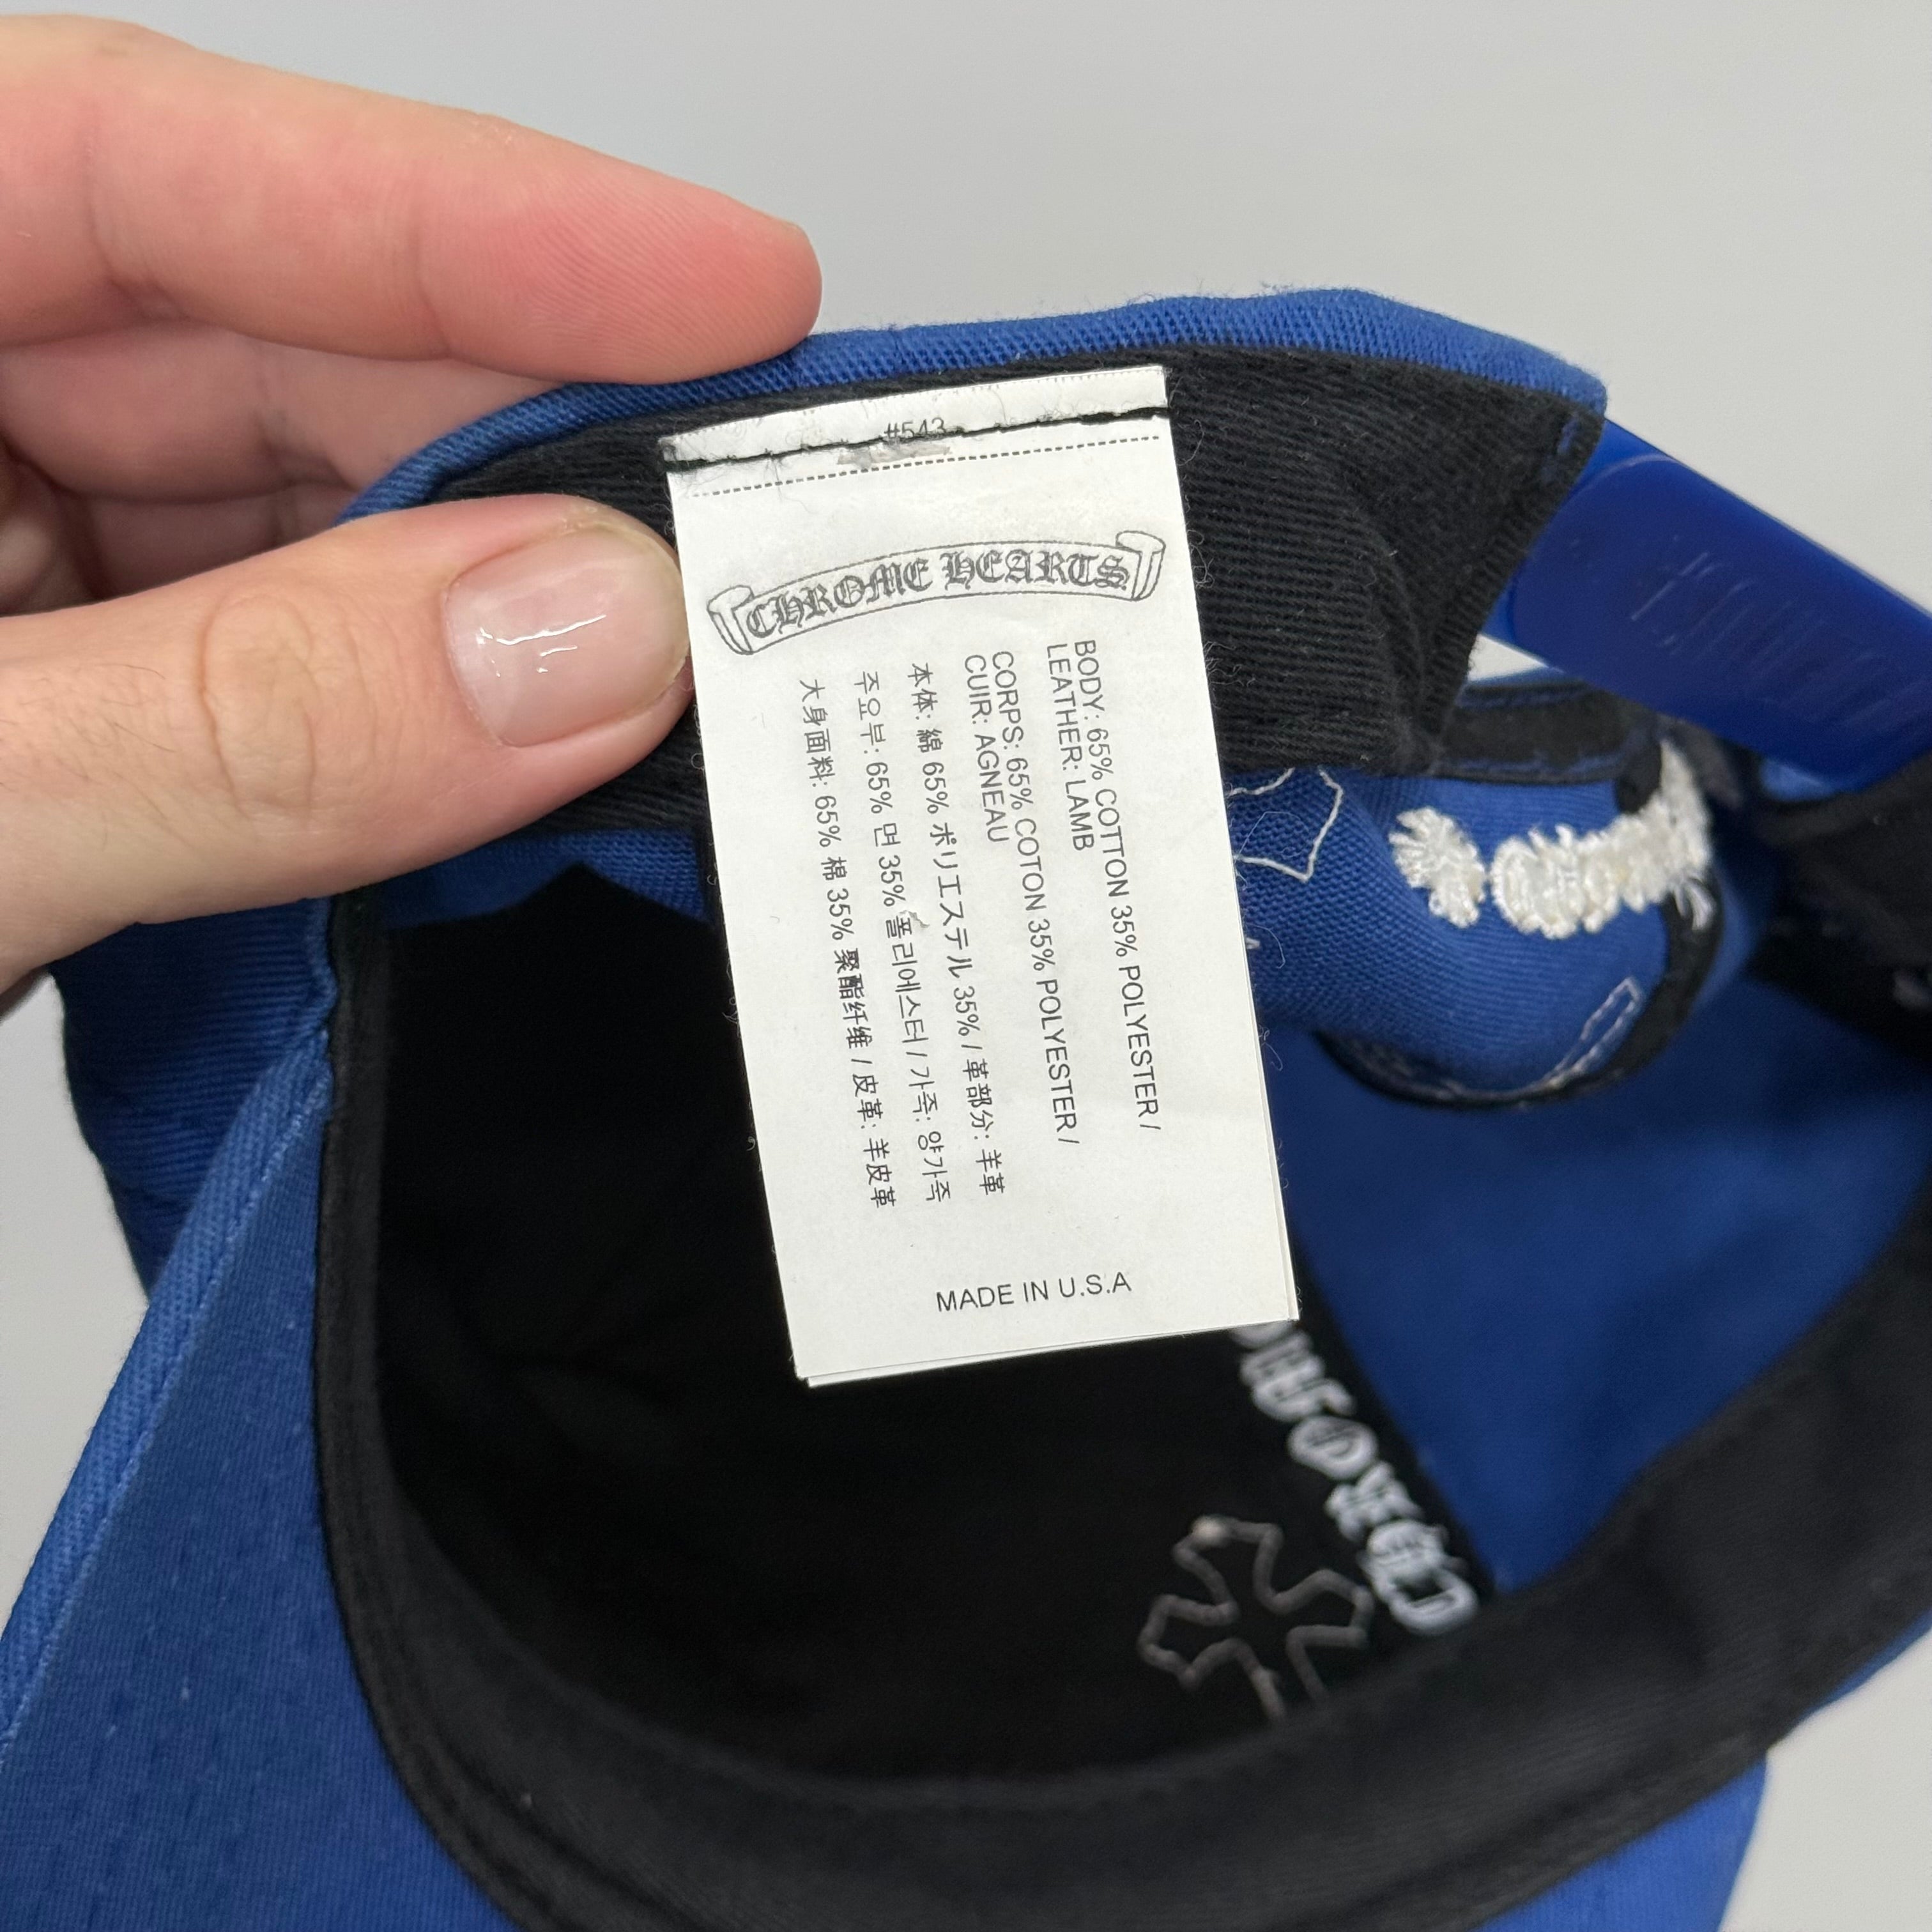 #543
CHROME HEARTS
BODY: 65% COTTON 35% POLYESTER /
LEATHER: LAMB
CORPS: 65% COTON 35% POLYESTER /
CUIR: AGNEAU
本体: 綿 65% ポリエステル 35% / 革部分: 羊革
주요부: 65% 면 35% 폴리에스터 / 가죽: 양가죽
大身面料: 65% 棉 35% 聚酯纤维 / 皮革: 羊皮革
MADE IN U.S.A